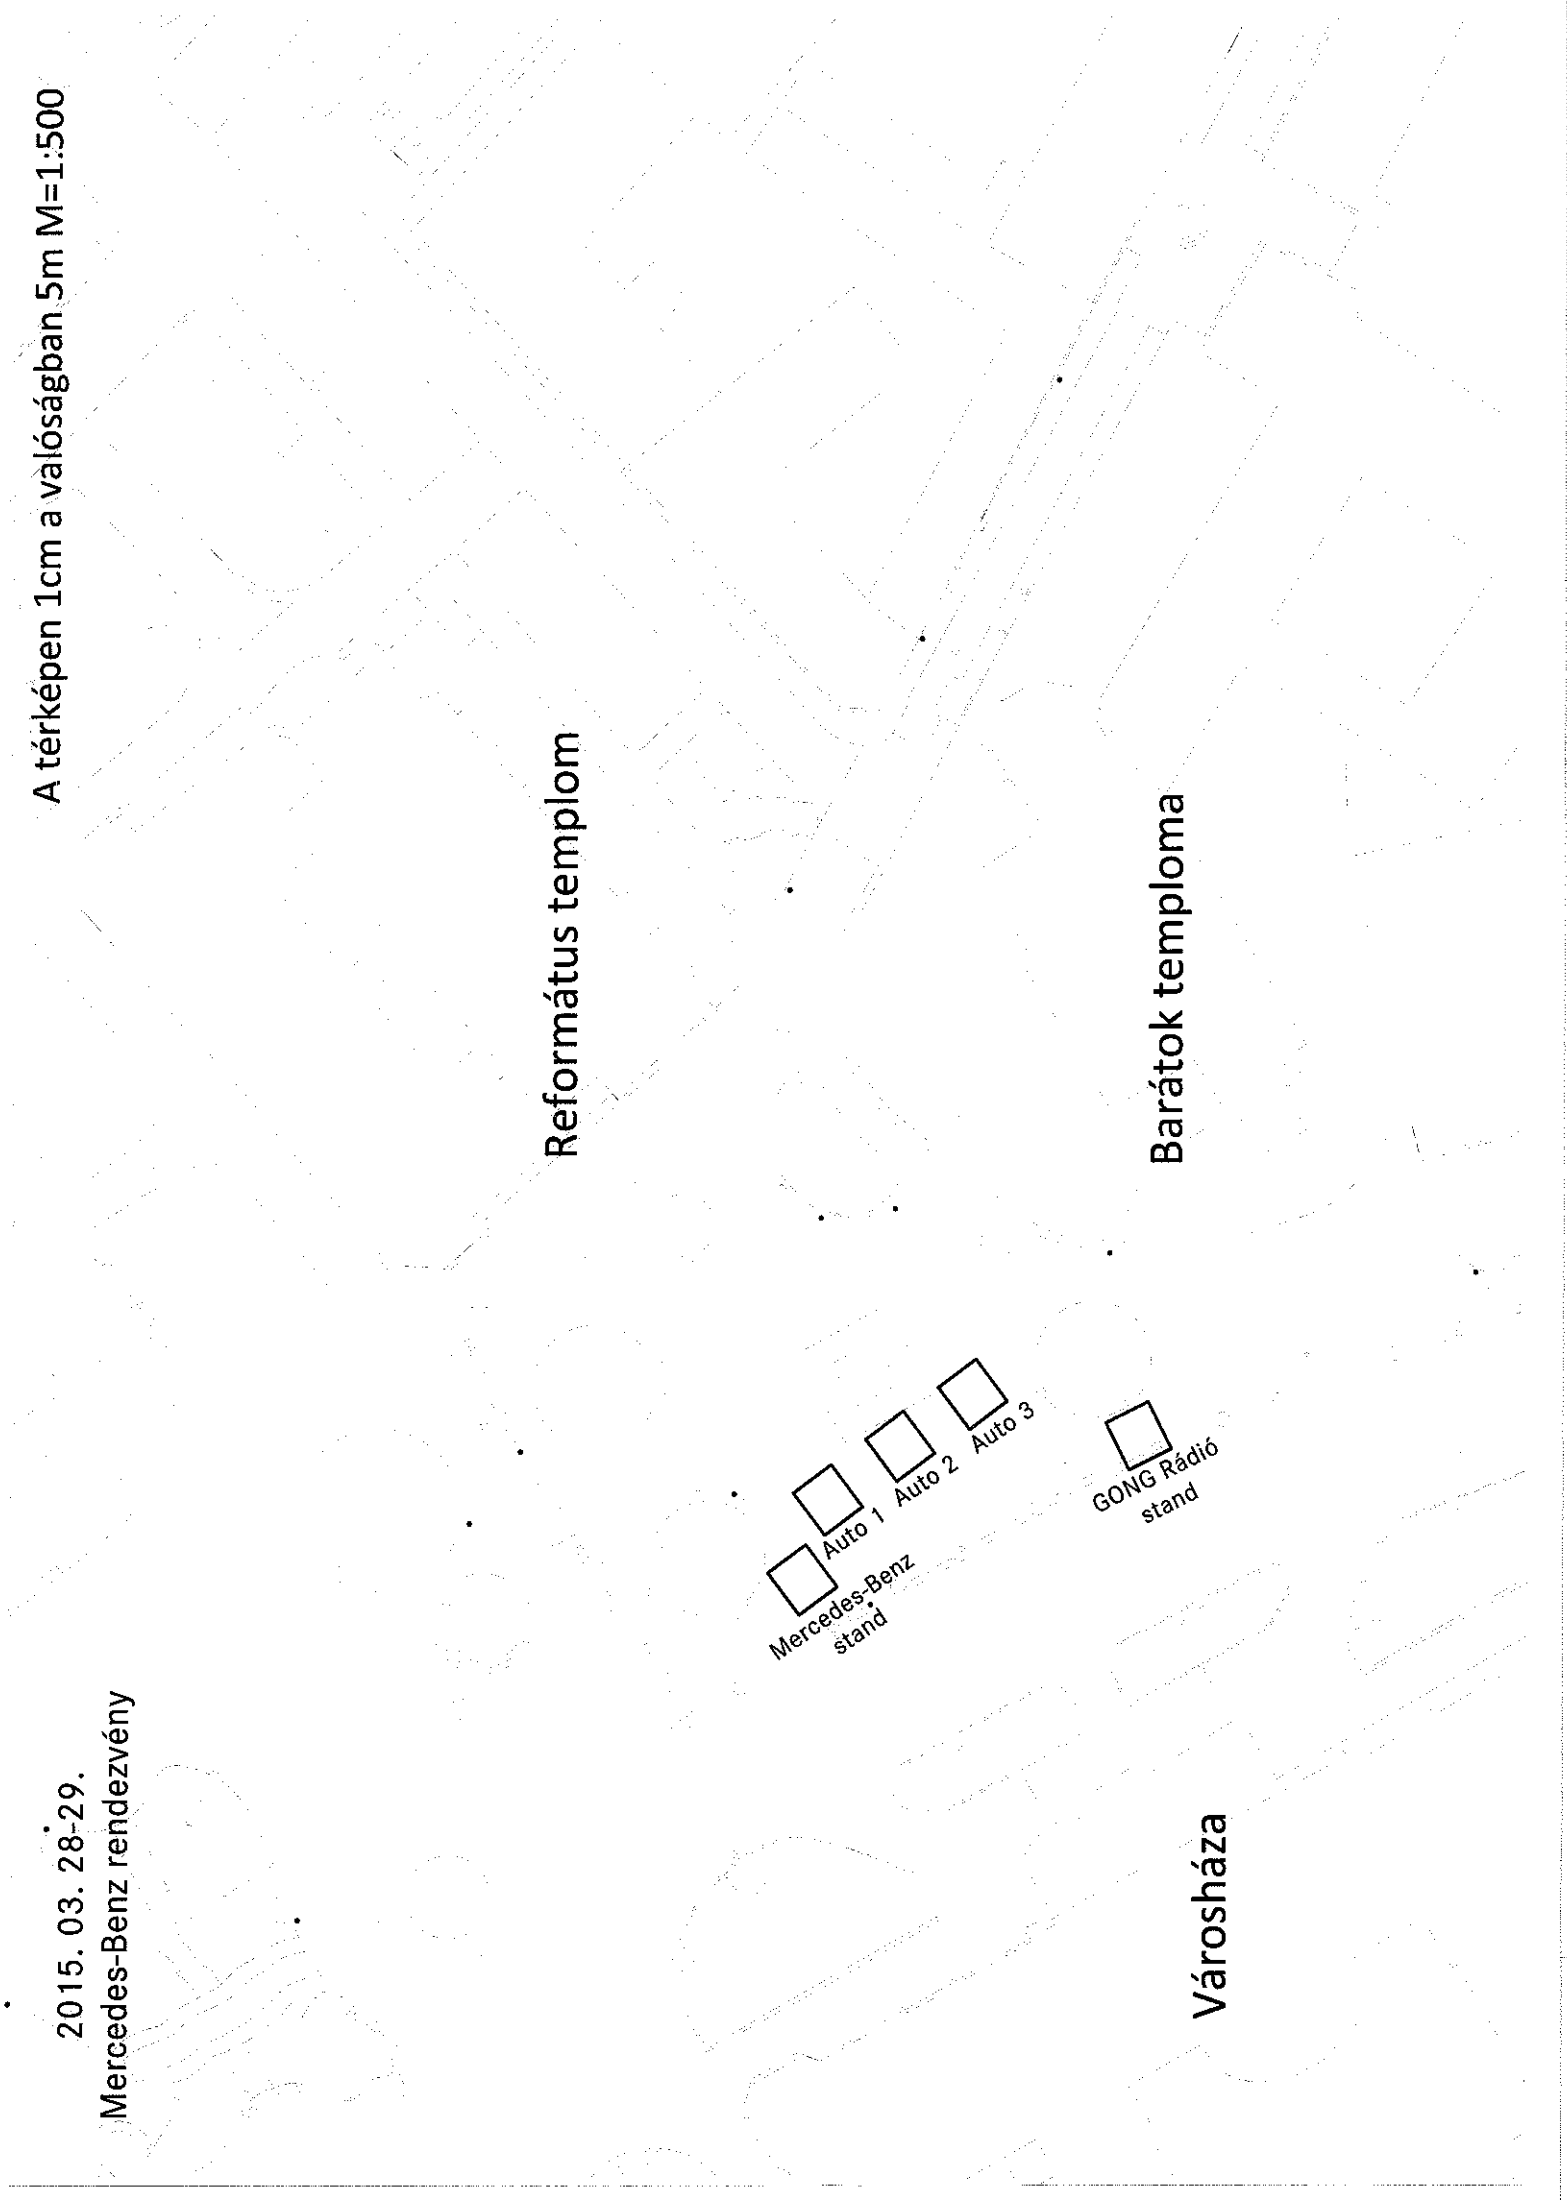 2015. 03. 28-29.
Mercedes-Benz rendezvény
A térképen 1cm a valóságban 5m M=1:500
Református templom
Mercedes-Benz
stand
Auto 1
Auto 2
Auto 3
GONG Rádió
stand
Barátok temploma
Városháza